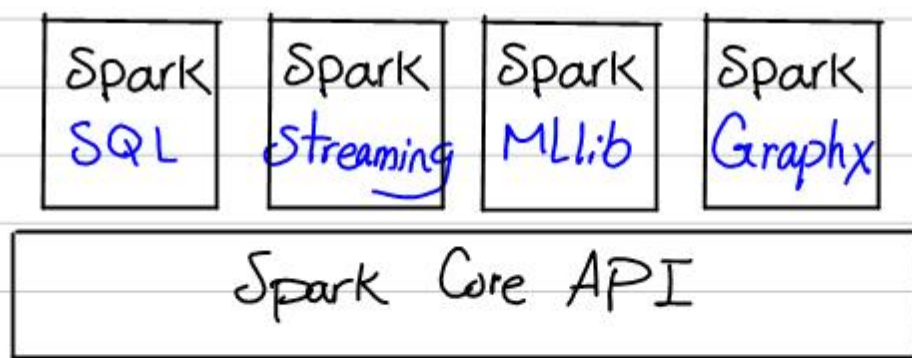 Spark
SQL
Spark
Streaming
Spark
MLlib
Spark
Graphx
Spark Core API